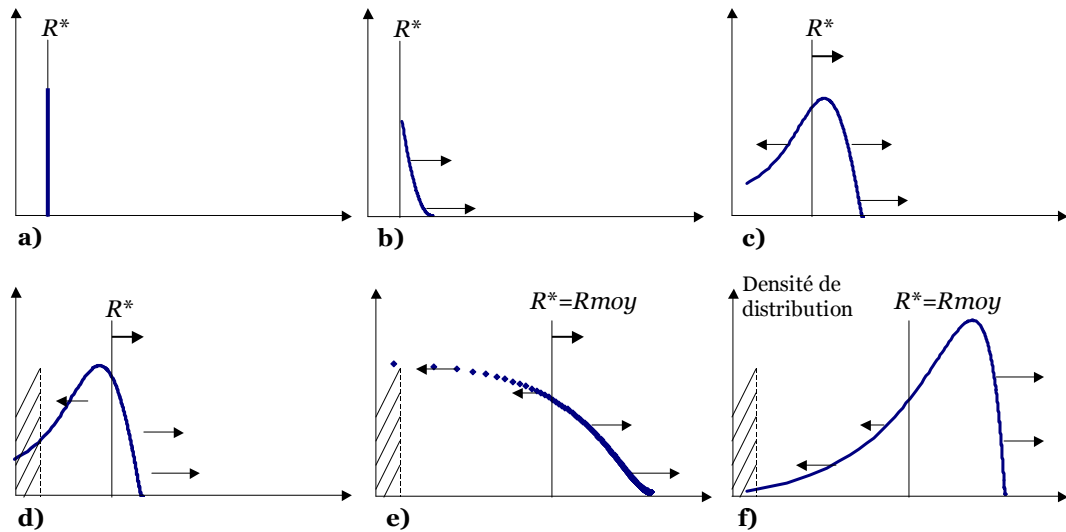 R*
a)
R*
b)
R*
c)
R*
d)
R*=Rmoy
e)
Densité de
distribution
R*=Rmoy
f)